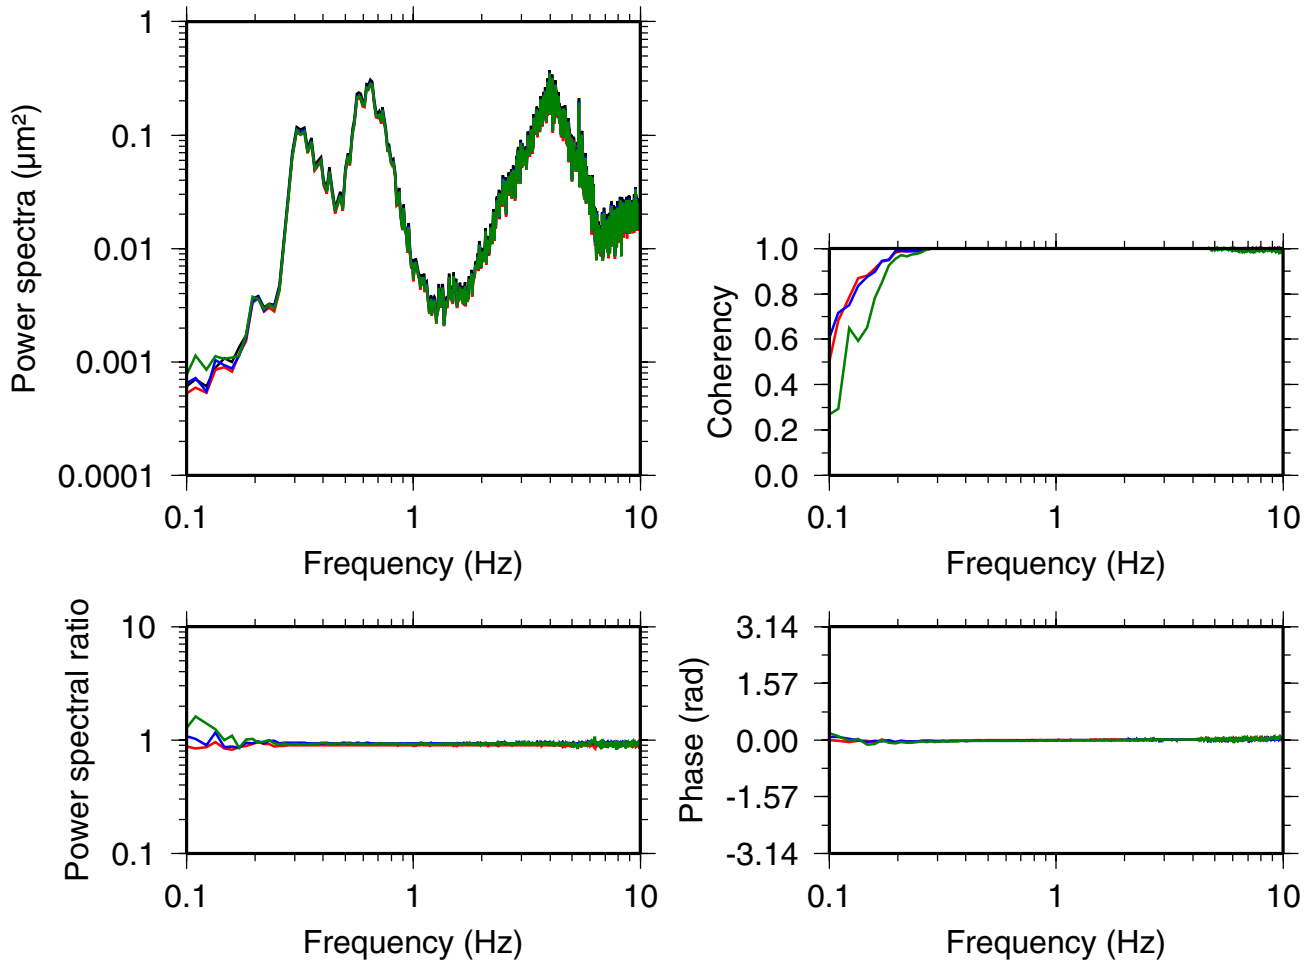 1
0.1
0.01
0.001
0.0001
Power spectra (μm²)
0.1 1 10
Frequency (Hz)
1.0
0.8
0.6
0.4
0.2
0.0
Coherency
0.1 1 10
Frequency (Hz)
10
1
0.1
Power spectral ratio
0.1 1 10
Frequency (Hz)
3.14
1.57
0.00
-1.57
-3.14
Phase (rad)
0.1 1 10
Frequency (Hz)